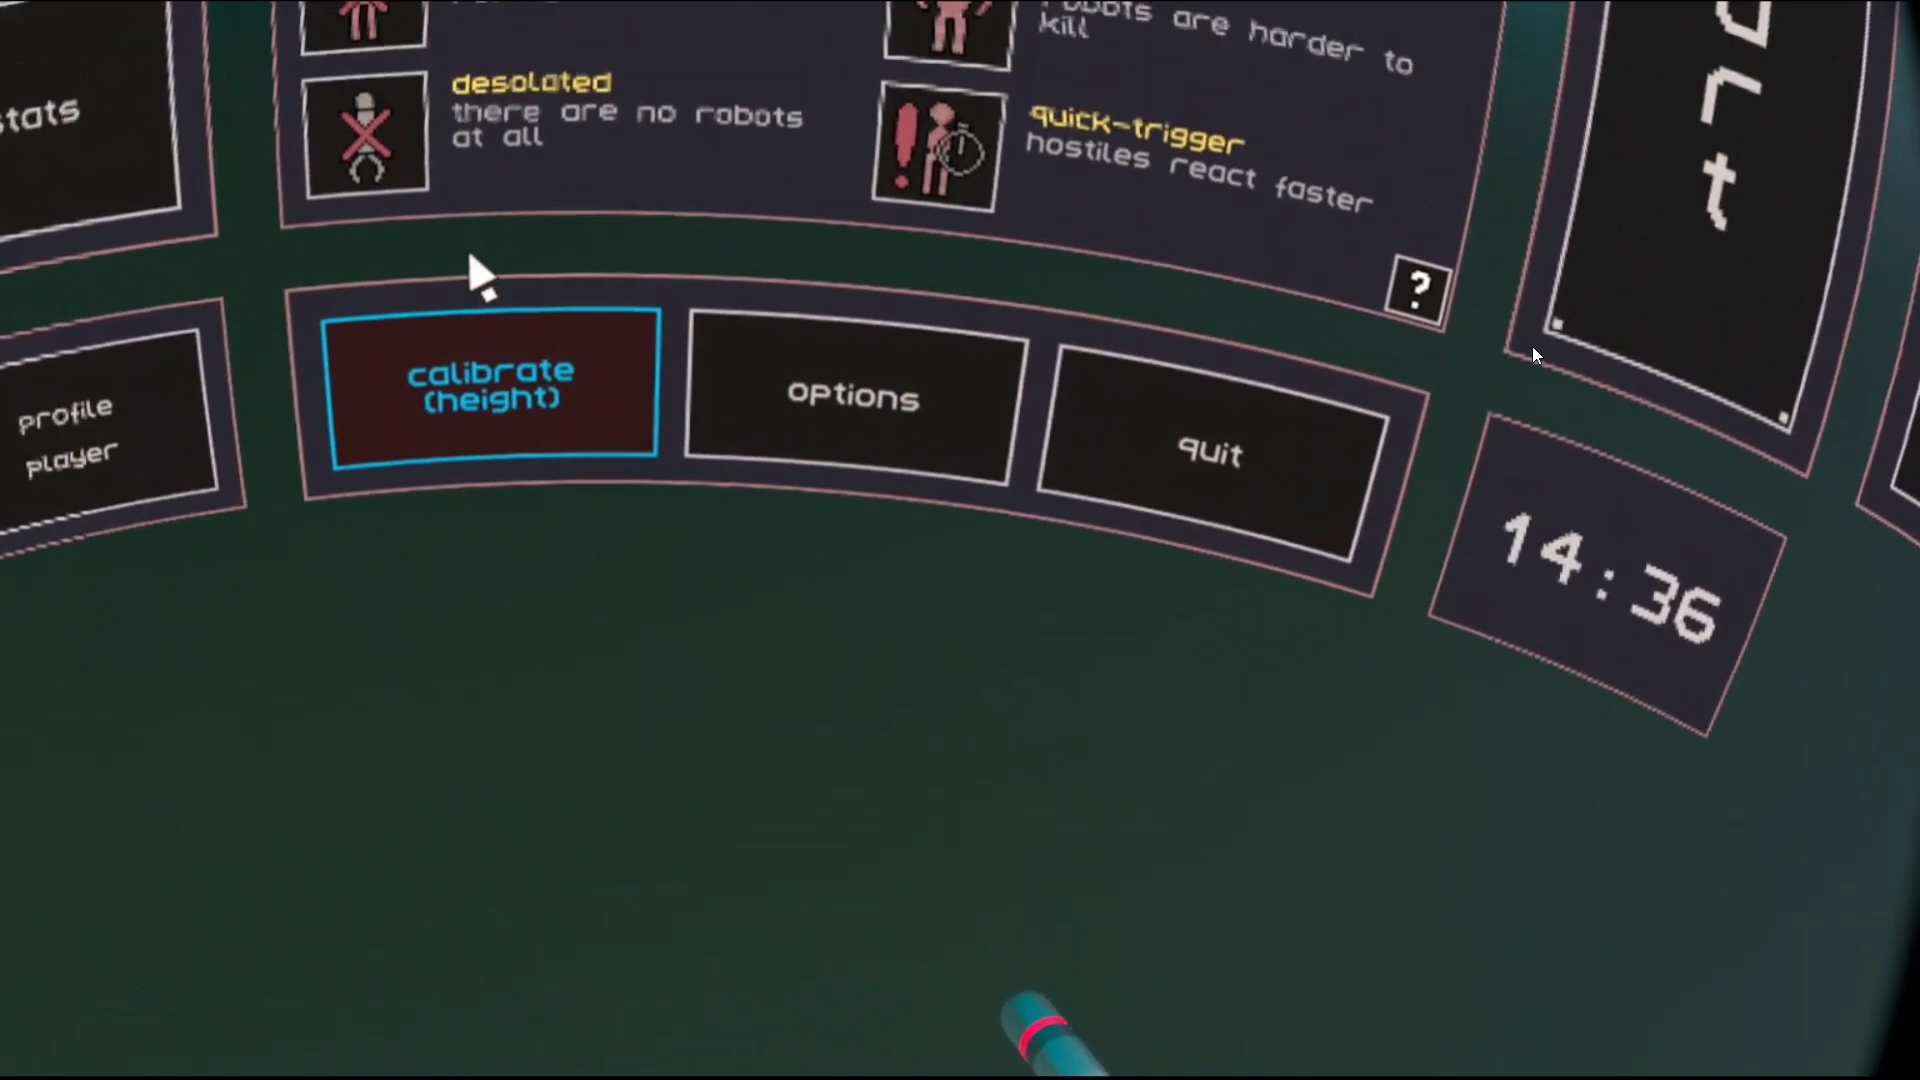 stats
desolated
there are no robots
at all
robots are harder to
kill
quick-trigger
hostiles react faster
?
r
t
profile
player
calibrate
(height)
options
quit
14:36